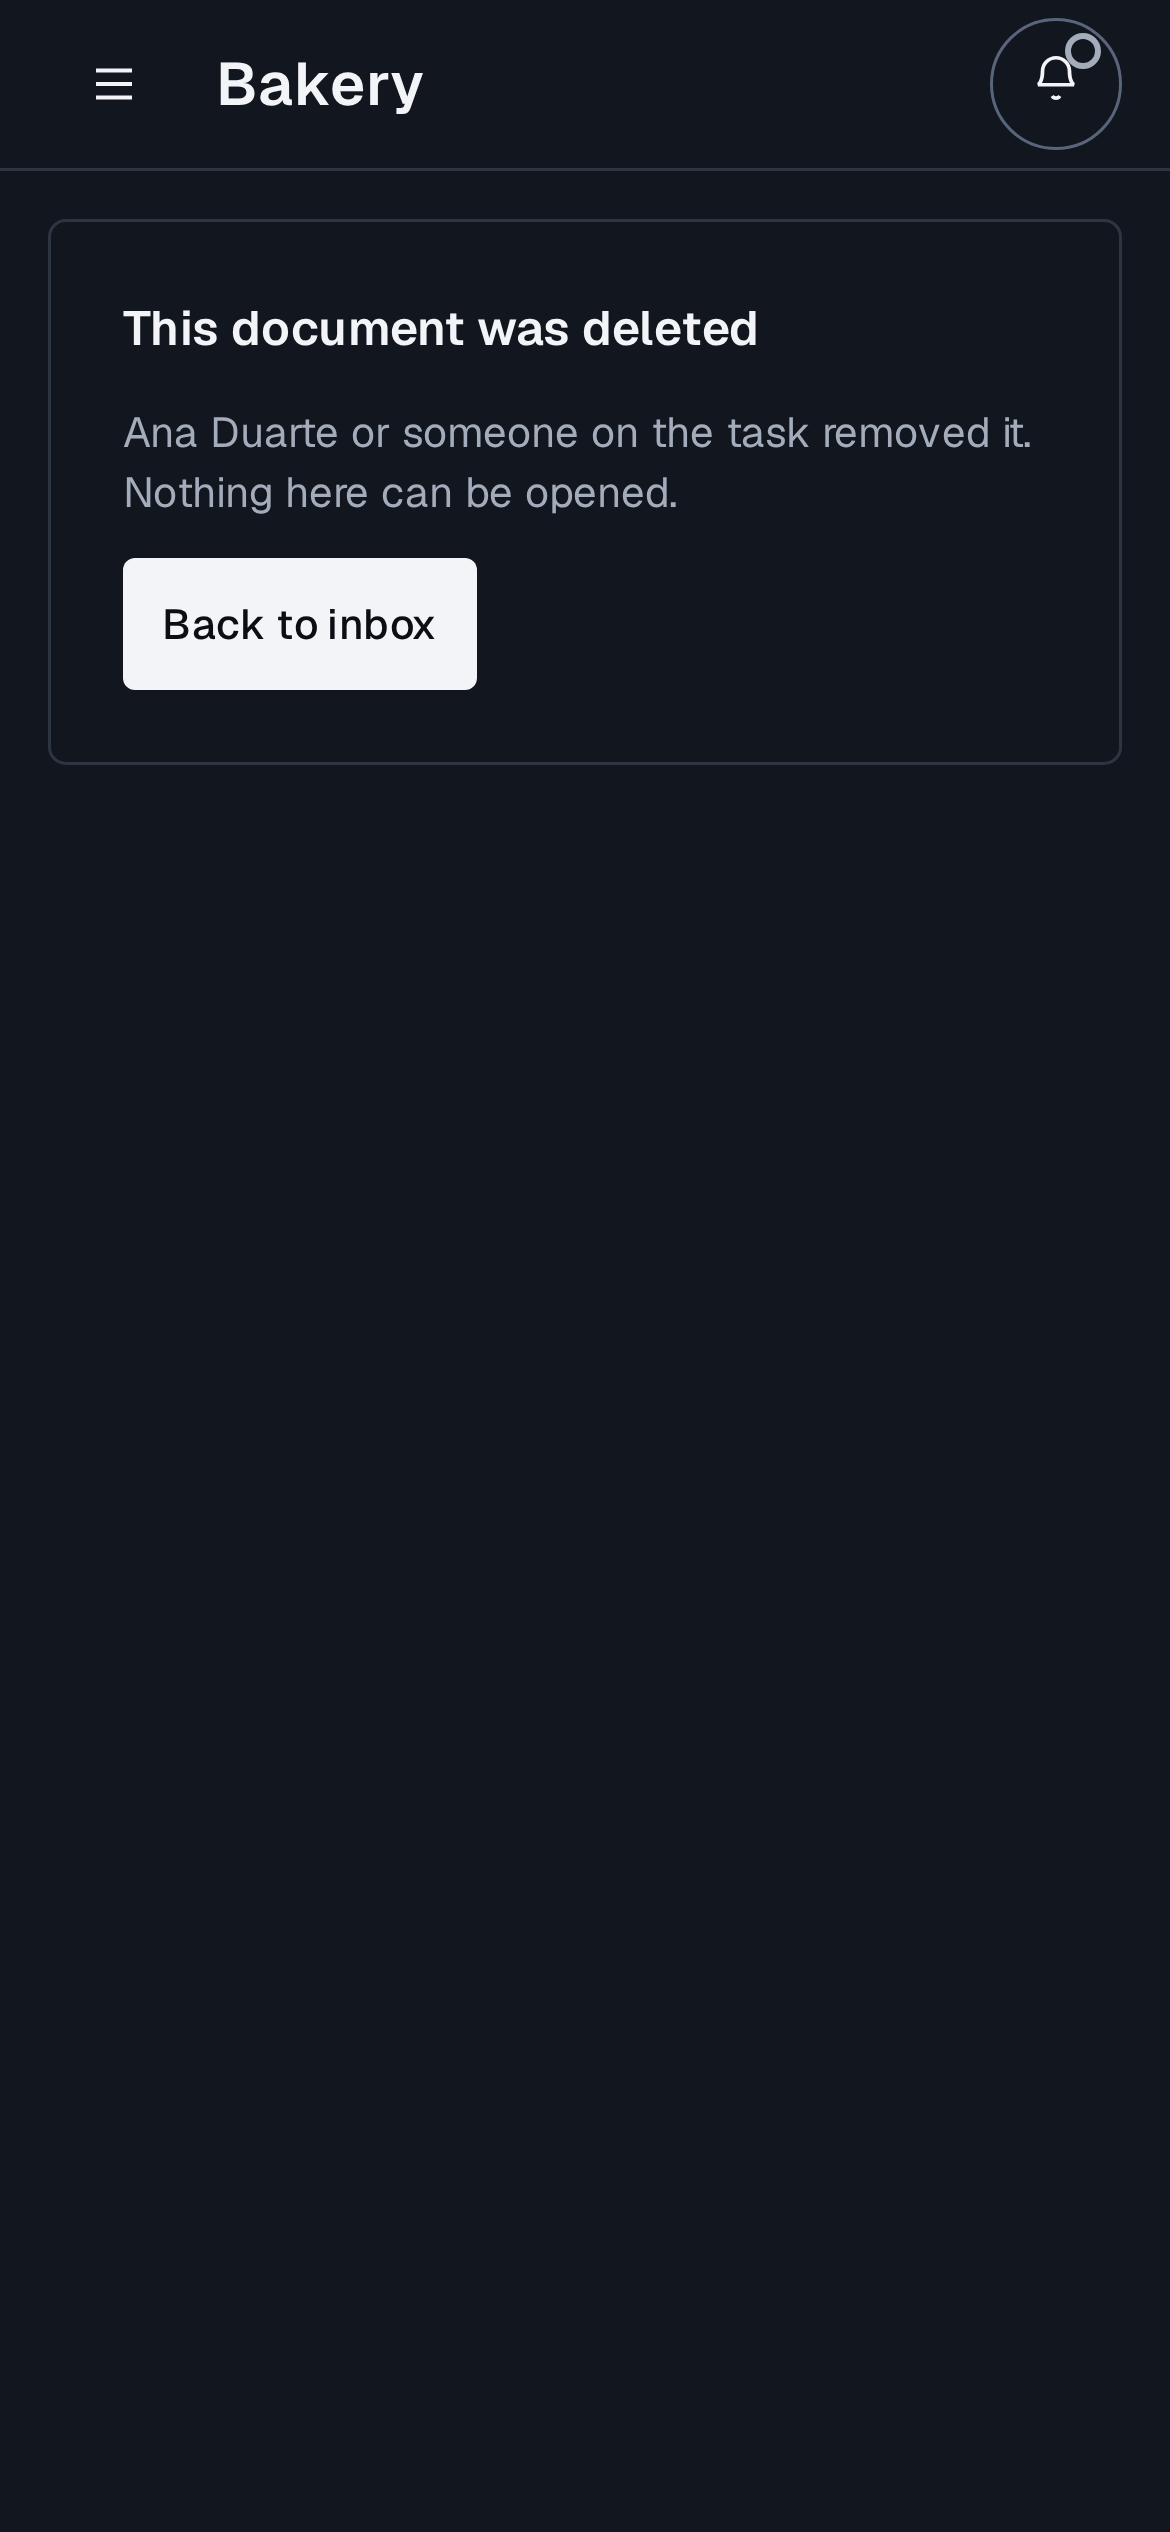 Bakery
This document was deleted
Ana Duarte or someone on the task removed it.
Nothing here can be opened.
Back to inbox